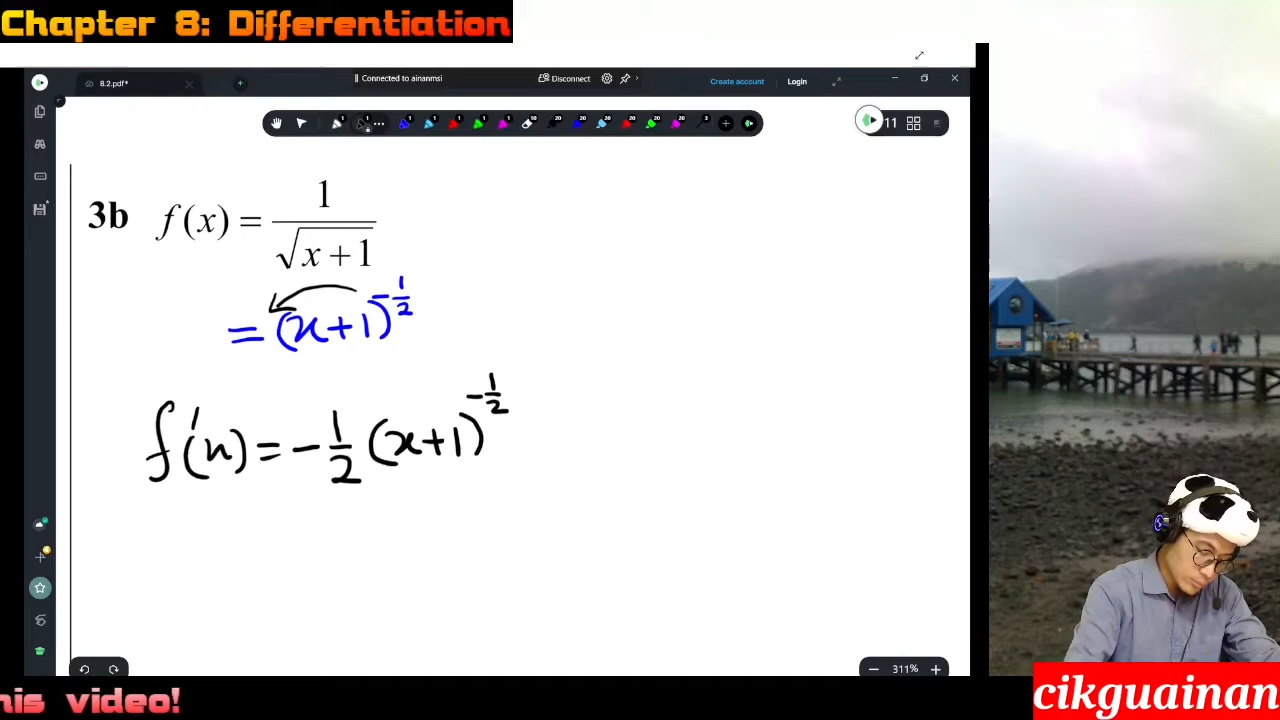 Chapter 8: Differentiation
8.2.pdf*
Connected to ainanmsi
Disconnect
Create account
Login
11
3b f(x) = 1/√(x+1)
= (x+1)^(-1/2)
f'(x) = -1/2 (x+1)^(-1/2)
311%
his video!
cikguainan